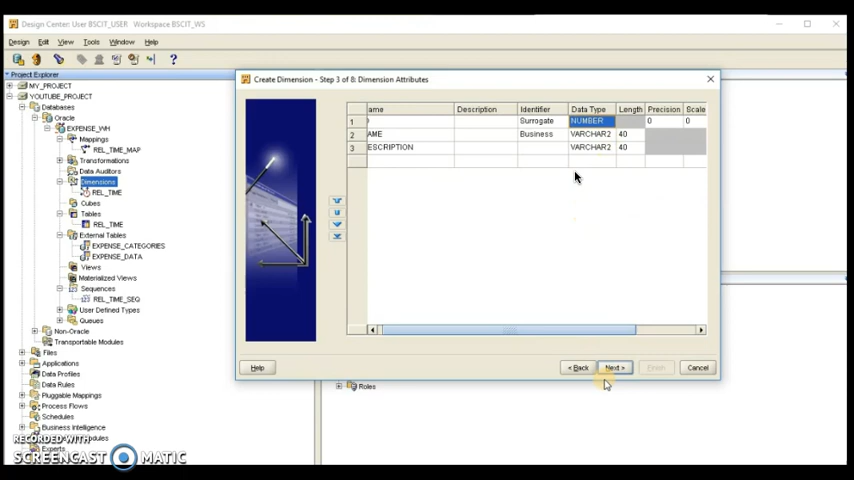 Design Center: User BSCIT_USER Workspace BSCIT_WS
Design Edit View Tools Window Help
Project Explorer
MY_PROJECT
YOUTUBE_PROJECT
Databases
Oracle
EXPENSE_WH
Mappings
REL_TIME_MAP
Transformations
Data Auditors
Dimensions
REL_TIME
Cubes
Tables
REL_TIME
External Tables
EXPENSE_CATEGORIES
EXPENSE_DATA
Views
Materialized Views
Sequences
REL_TIME_SEQ
User Defined Types
Queues
Non-Oracle
Transportable Modules
Files
Applications
Data Profiles
Data Rules
Pluggable Mappings
Process Flows
Schedules
Business Intelligence
Experts
RECORDED WITH
SCREENCAST MATIC
Create Dimension - Step 3 of 8: Dimension Attributes
ame Description Identifier Data Type Length Precision Scale
1 Surrogate NUMBER 0 0
2 AME Business VARCHAR2 40
3 ESCRIPTION VARCHAR2 40
Help < Back Next > Finish Cancel
Roles